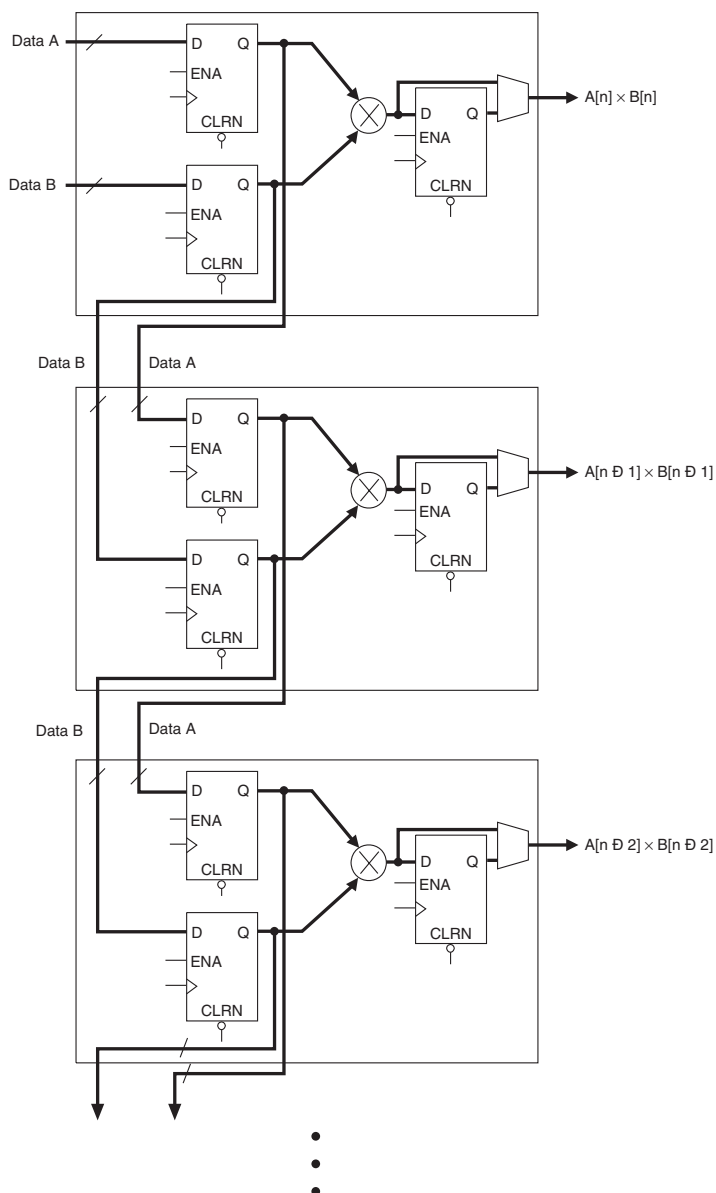 Data A
D Q
ENA
CLRN
A[n] × B[n]
D Q
ENA
CLRN
Data B
D Q
ENA
CLRN
Data B
Data A
D Q
ENA
CLRN
A[n Ð 1] × B[n Ð 1]
D Q
ENA
CLRN
D Q
ENA
CLRN
Data B
Data A
D Q
ENA
CLRN
A[n Ð 2] × B[n Ð 2]
D Q
ENA
CLRN
D Q
ENA
CLRN